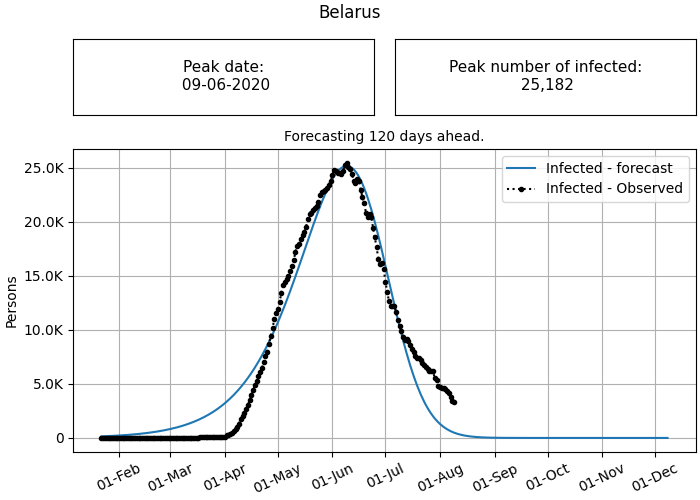 Belarus
Peak date:
09-06-2020
Peak number of infected:
25,182
Forecasting 120 days ahead.
Infected - forecast
Infected - Observed
Persons
25.0K
20.0K
15.0K
10.0K
5.0K
0
01-Feb
01-Mar
01-Apr
01-May
01-Jun
01-Jul
01-Aug
01-Sep
01-Oct
01-Nov
01-Dec